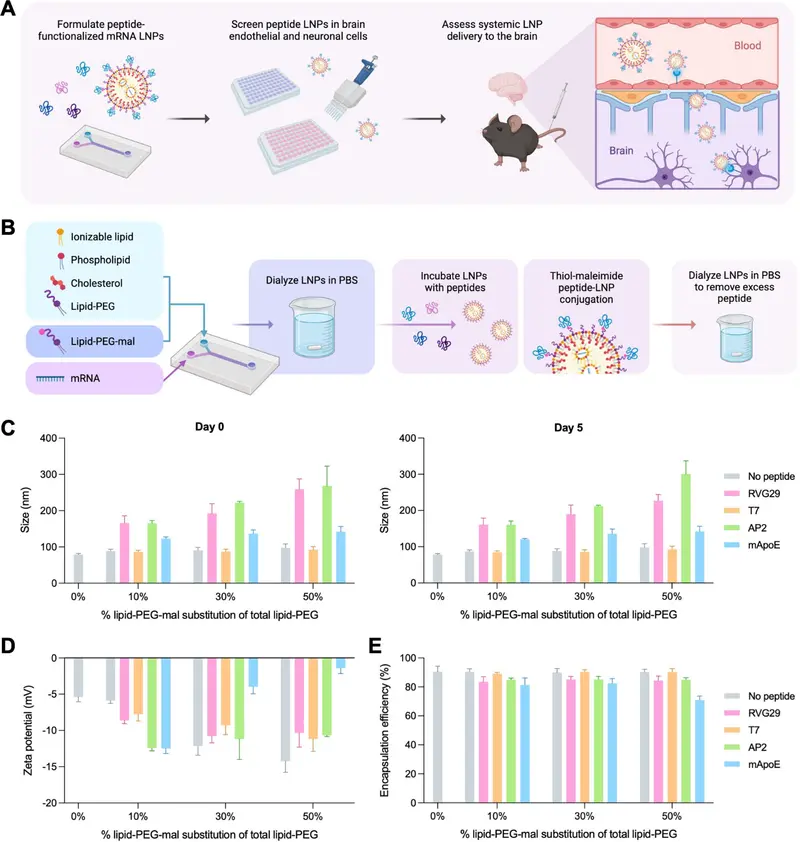 A
Formulate peptide-
functionalized mRNA LNPs
Screen peptide LNPs in brain
endothelial and neuronal cells
Assess systemic LNP
delivery to the brain
Blood
Brain
B
Ionizable lipid
Phospholipid
Cholesterol
Lipid-PEG
Lipid-PEG-mal
mRNA
Dialyze LNPs in PBS
Incubate LNPs
with peptides
Thiol-maleimide
peptide-LNP
conjugation
Dialyze LNPs in PBS
to remove excess
peptide
C
Day 0
Size (nm)
400
300
200
100
0
0%
10%
30%
50%
% lipid-PEG-mal substitution of total lipid-PEG
Day 5
Size (nm)
400
300
200
100
0
0%
10%
30%
50%
% lipid-PEG-mal substitution of total lipid-PEG
No peptide
RVG29
T7
AP2
mApoE
D
Zeta potential (mV)
0
-5
-10
-15
-20
0%
10%
30%
50%
% lipid-PEG-mal substitution of total lipid-PEG
E
Encapsulation efficiency (%)
100
80
60
40
20
0
0%
10%
30%
50%
% lipid-PEG-mal substitution of total lipid-PEG
No peptide
RVG29
T7
AP2
mApoE